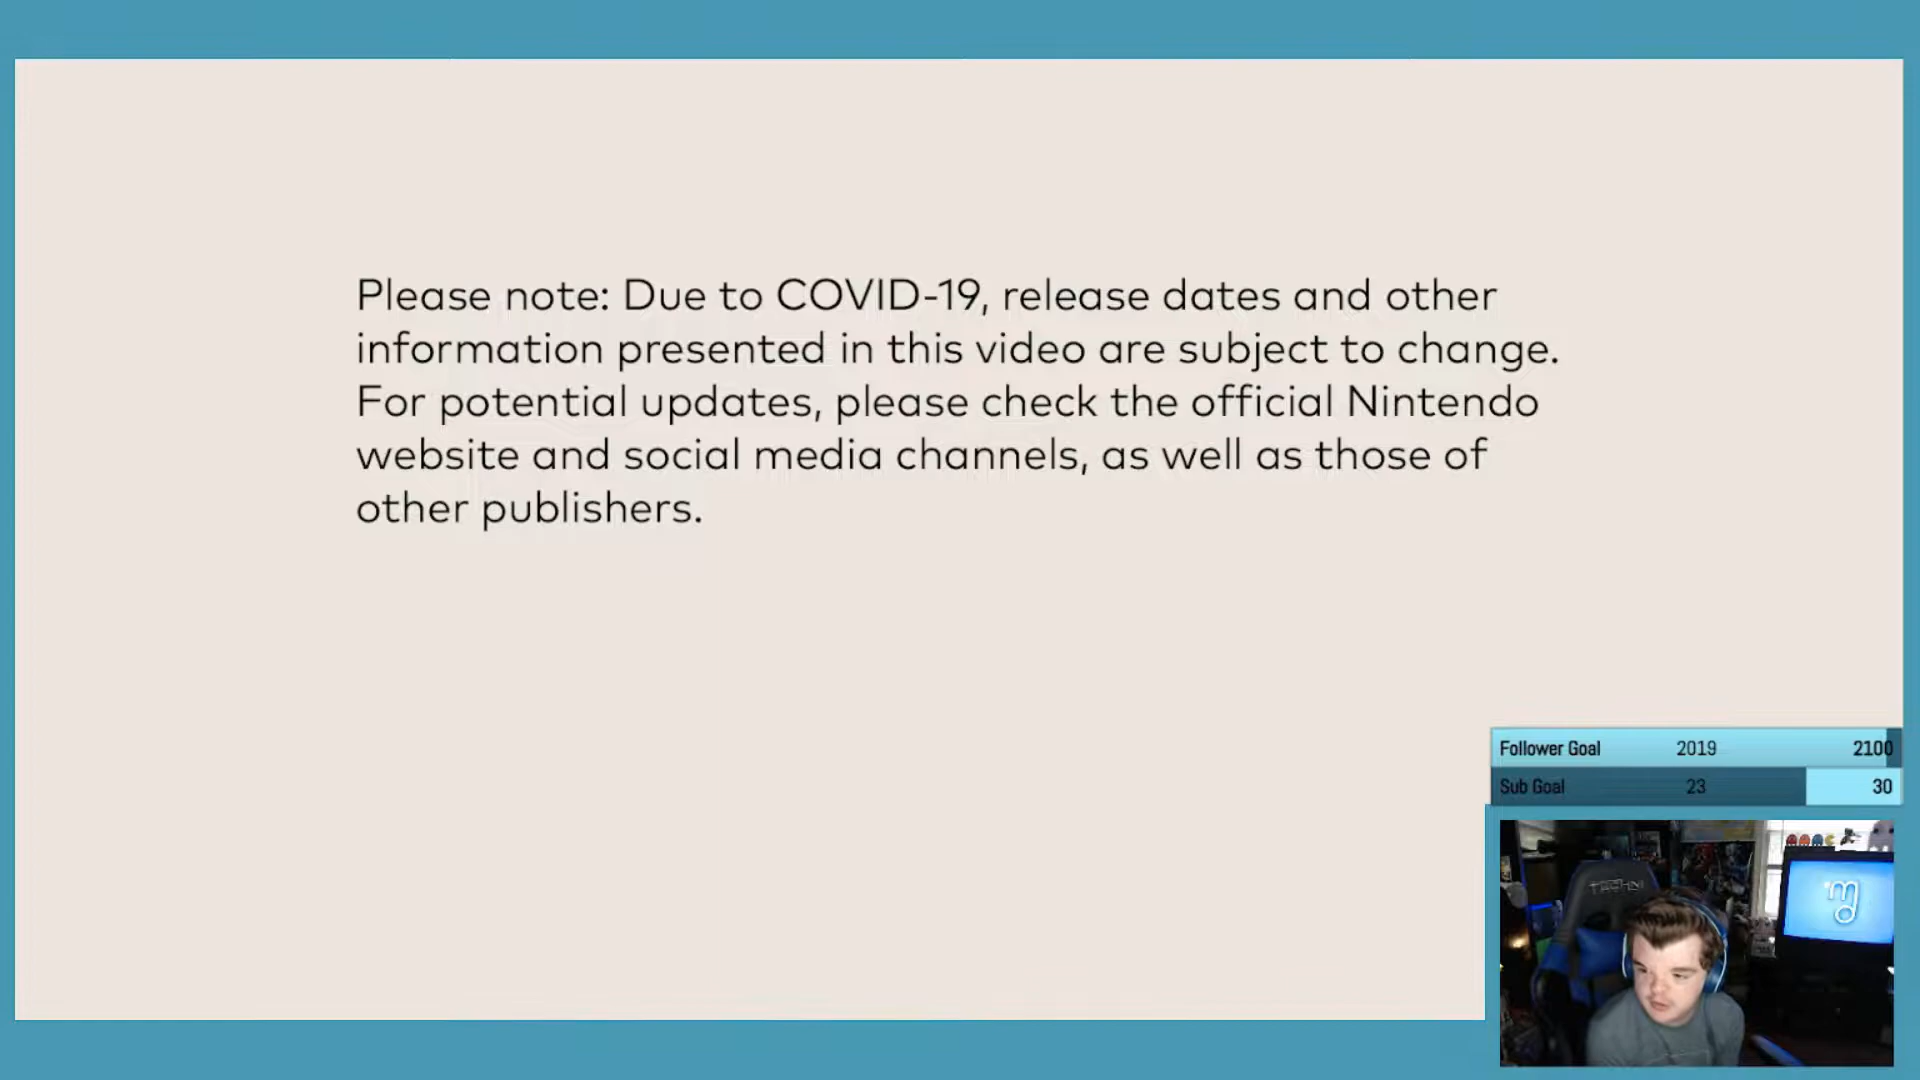 Please note: Due to COVID-19, release dates and other
information presented in this video are subject to change.
For potential updates, please check the official Nintendo
website and social media channels, as well as those of
other publishers.
Follower Goal 2019 2100
Sub Goal 23 30